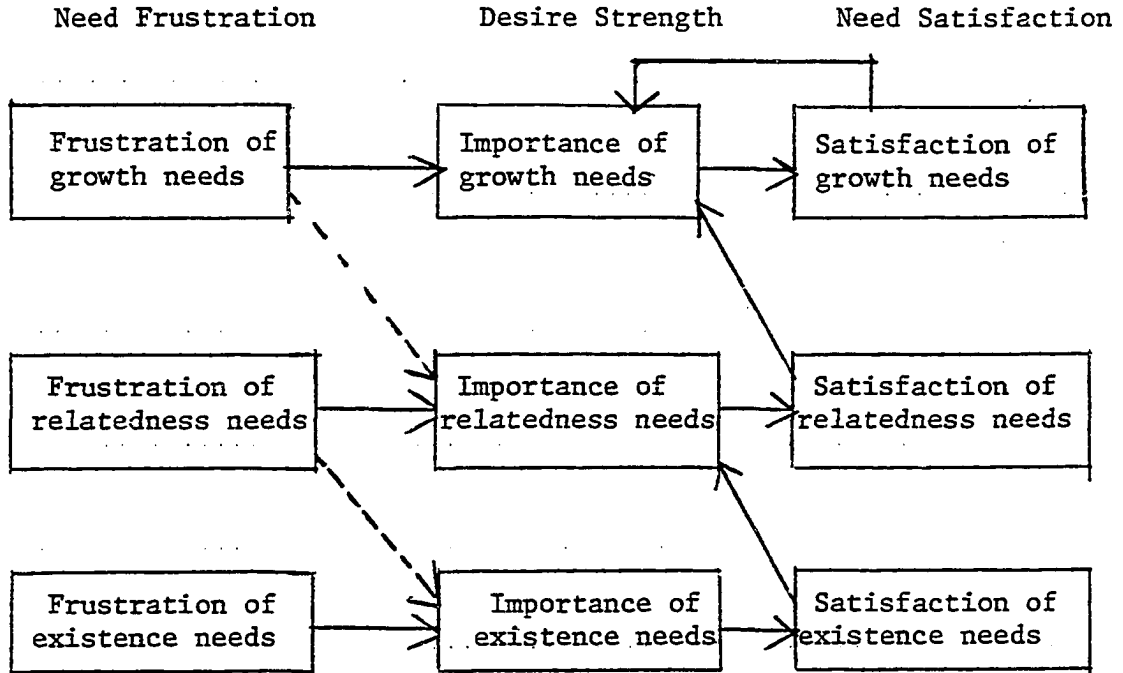 Need Frustration
Desire Strength
Need Satisfaction
Frustration of
growth needs
Importance of
growth needs
Satisfaction of
growth needs
Frustration of
relatedness needs
Importance of
relatedness needs
Satisfaction of
relatedness needs
Frustration of
existence needs
Importance of
existence needs
Satisfaction of
existence needs